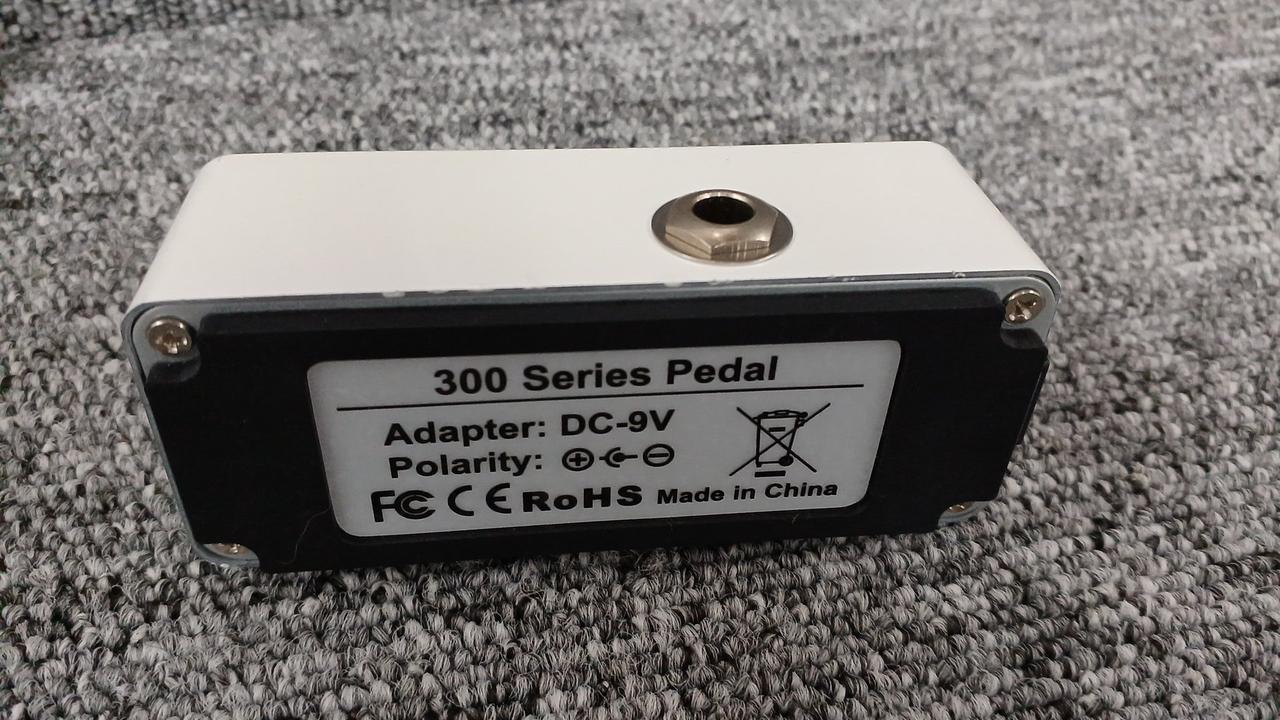 300 Series Pedal
Adapter: DC-9V
Polarity:
FC CE RoHS Made in China